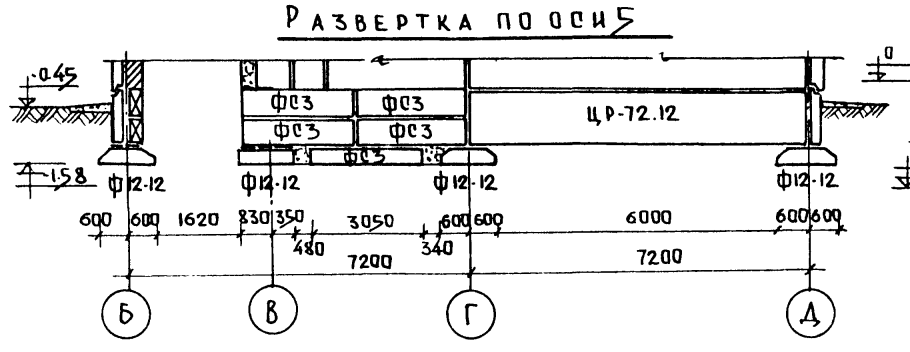 РАЗВЕРТКА ПО ОСИ 5
-0.45
0
ФС3 ФС3
ФС3 ФС3
ЦР-72.12
ФС3
-1.58
Ф12-12 Ф12-12 Ф12-12 Ф12-12
600 600 1620 830 350 3050 600 600 6000 600 600
480 340
7200 7200
Б В Г Д